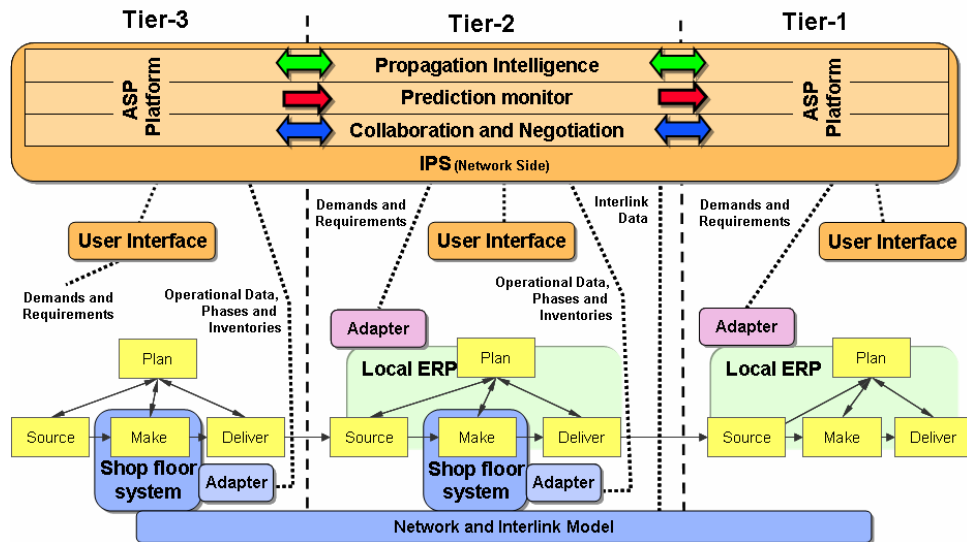 Tier-3
Tier-2
Tier-1
ASP
Platform
Propagation Intelligence
Prediction monitor
Collaboration and Negotiation
IPS (Network Side)
ASP
Platform
User Interface
Demands and
Requirements
Operational Data,
Phases and
Inventories
Demands and
Requirements
User Interface
Interlink
Data
Operational Data,
Phases and
Inventories
Demands and
Requirements
User Interface
Adapter
Adapter
Plan
Source
Make
Deliver
Shop floor
system
Adapter
Local ERP
Plan
Source
Make
Deliver
Shop floor
system
Adapter
Local ERP
Plan
Source
Make
Deliver
Network and Interlink Model